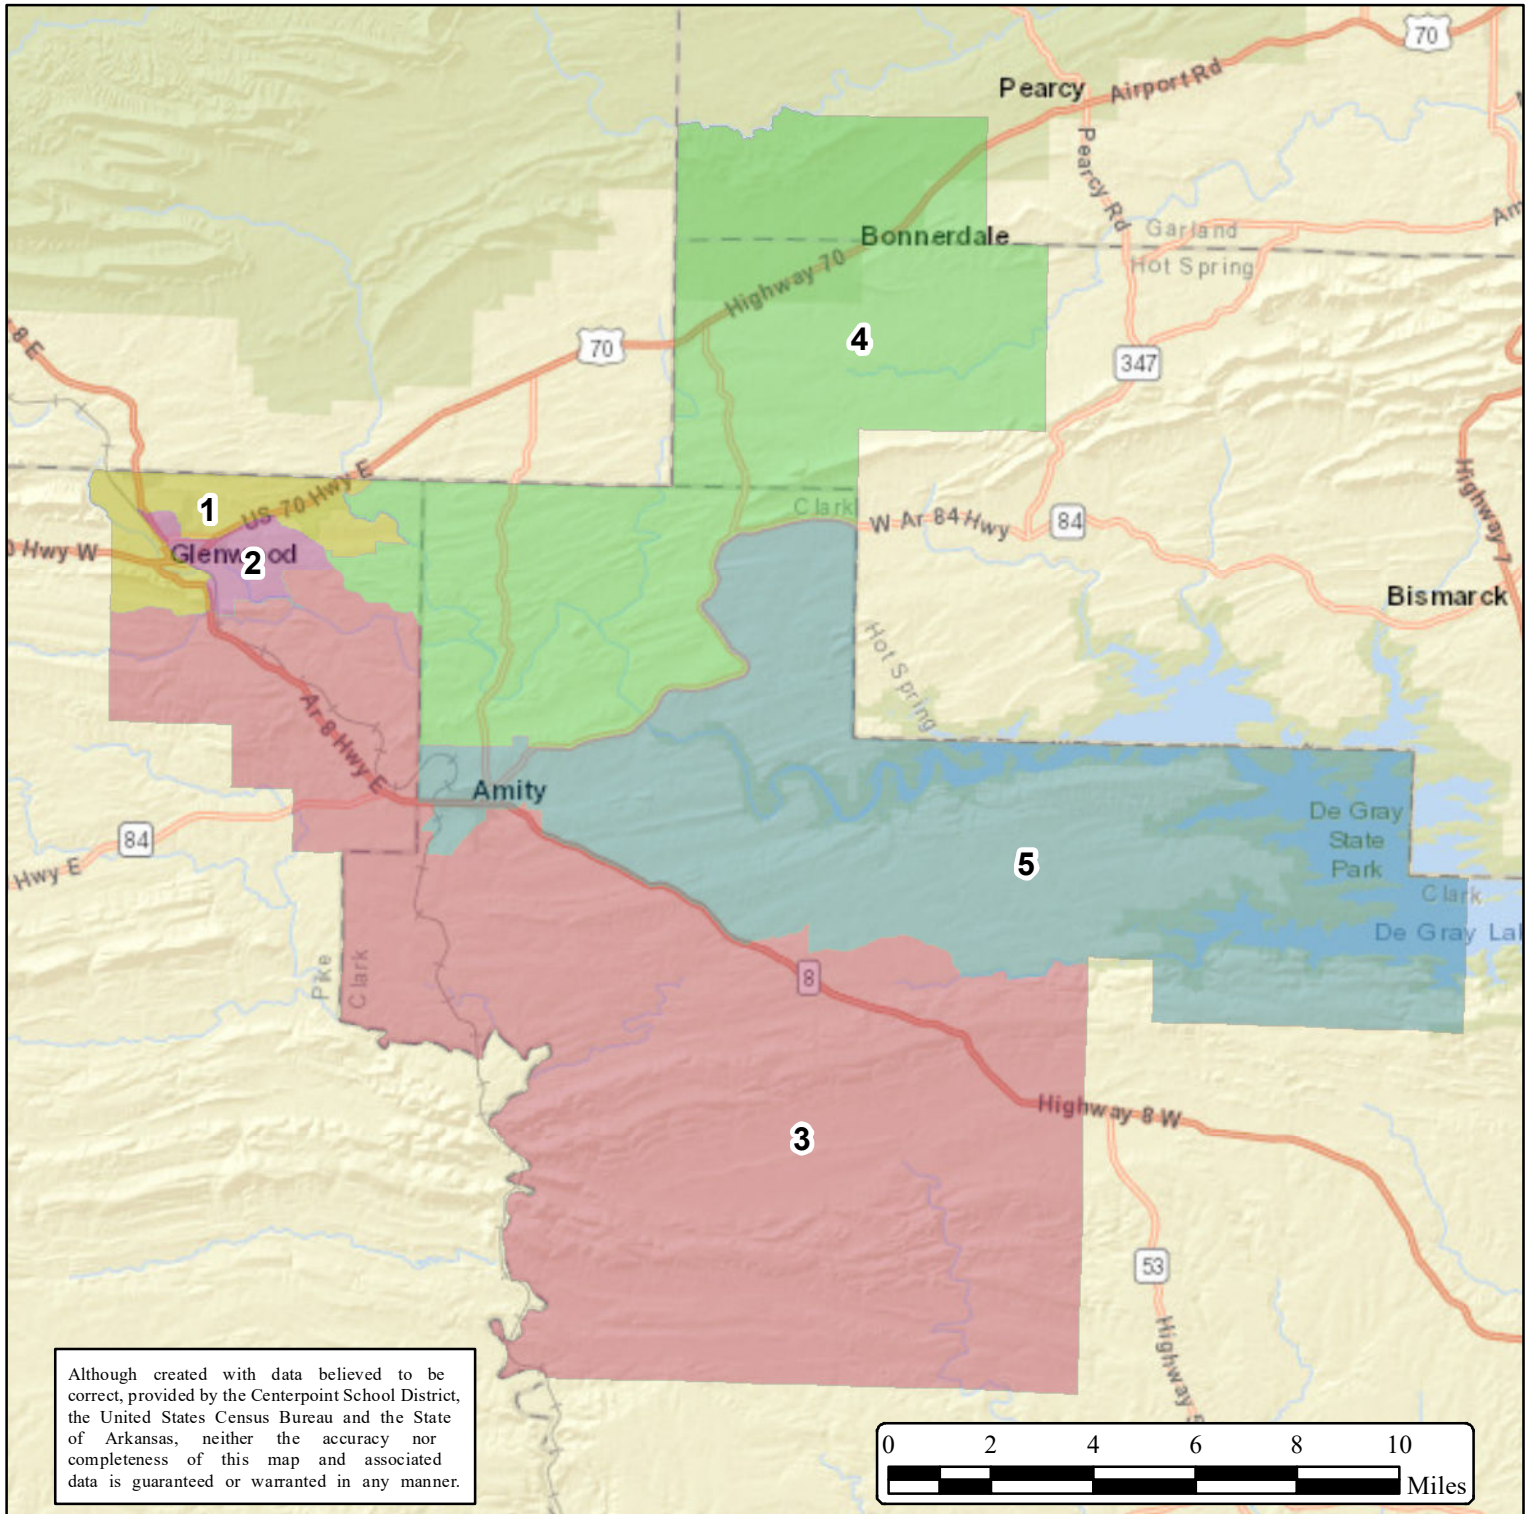 70
Pearcy
Airport Rd
Pearcy Rd
Garland
Am
Bonnerdale
Hot Spring
Highway 70
8 E
4
70
347
Highway 7
1
US 70 Hwy E
Clark
W Ar 84 Hwy
84
Hwy W
Glenwood
2
Bismarck
Hot Spring
Ar 8 Hwy E
Amity
De Gray
State
Park
84
5
Hwy E
Clark
De Gray La
Pike
Clark
8
Highway 8 W
3
53
Highway
Although created with data believed to be
correct, provided by the Centerpoint School District,
the United States Census Bureau and the State
of Arkansas, neither the accuracy nor
completeness of this map and associated
data is guaranteed or warranted in any manner.
0 2 4 6 8 10
Miles